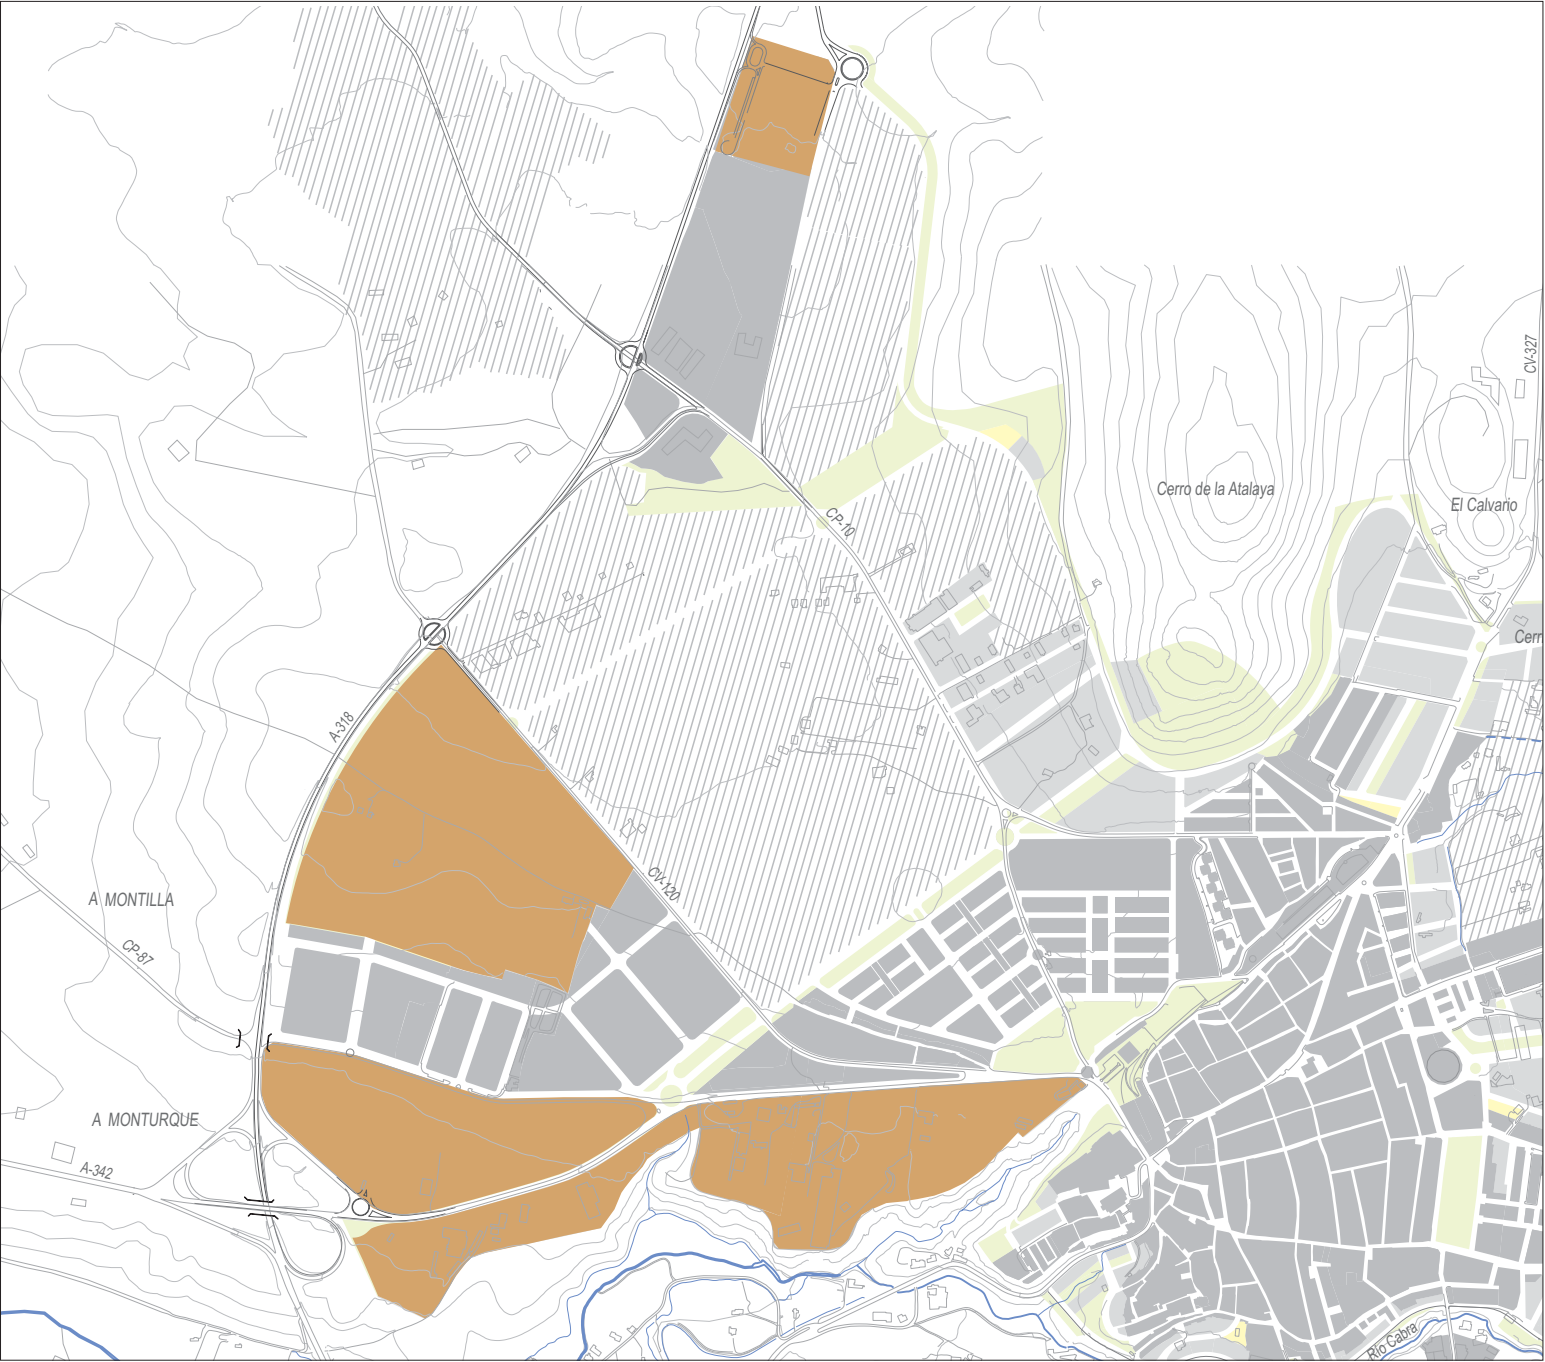 CV-327
Cerro de la Atalaya
El Calvario
CP-10
Cerr
A-318
CV-120
A MONTILLA
CP-87
A MONTURQUE
A-342
Río Cabra